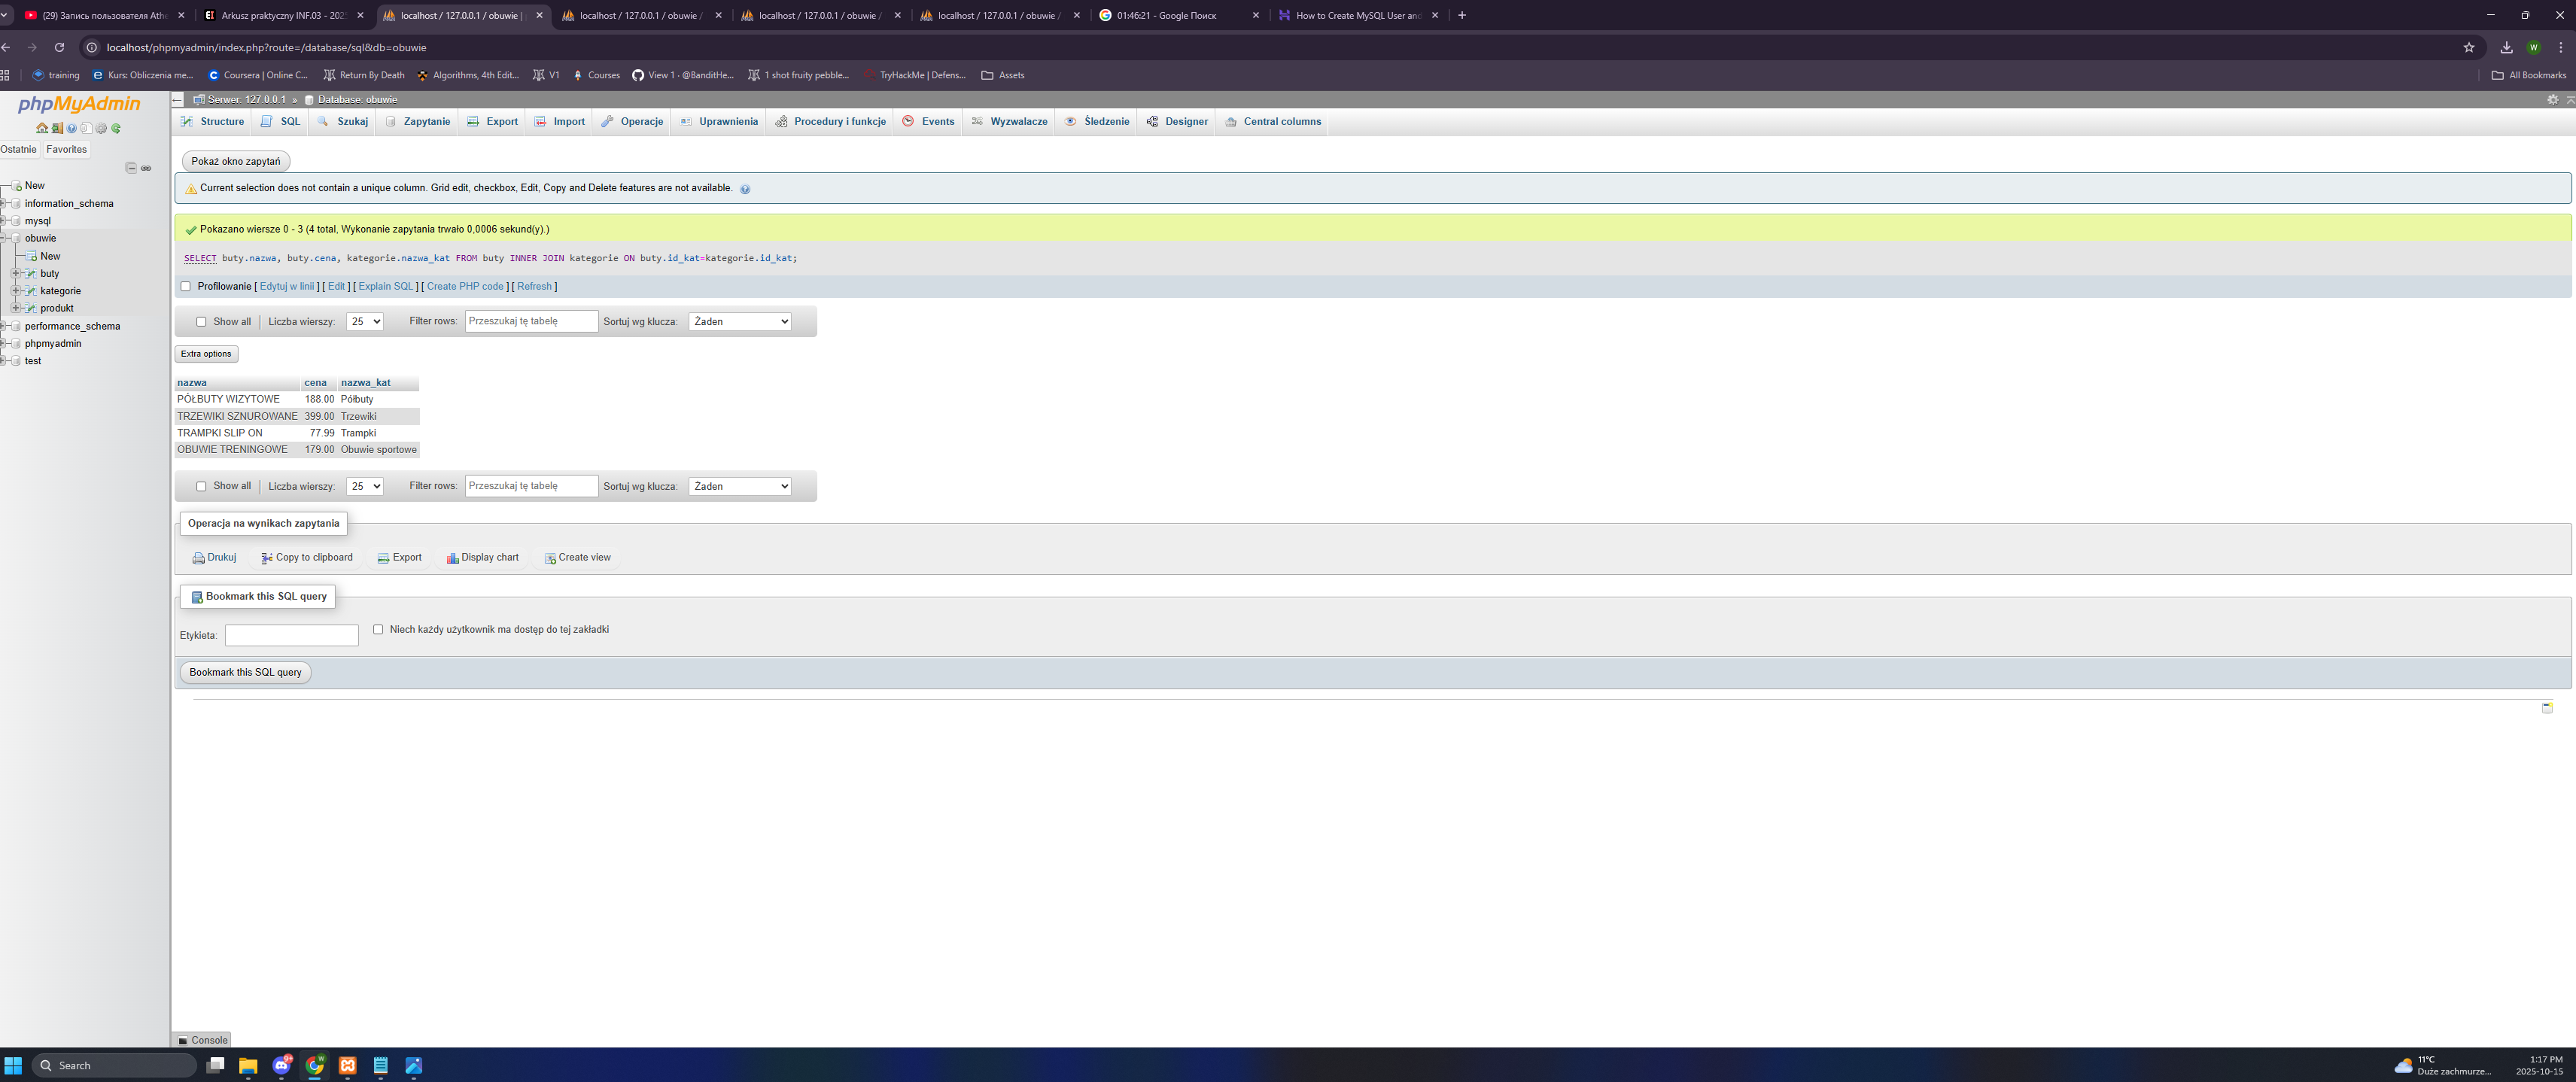 (29) Запись пользователя Athe
Arkusz praktyczny INF.03 - 202
localhost / 127.0.0.1 / obuwie |
localhost / 127.0.0.1 / obuwie /
localhost / 127.0.0.1 / obuwie /
localhost / 127.0.0.1 / obuwie /
01:46:21 - Google Поиск
How to Create MySQL User and
localhost/phpmyadmin/index.php?route=/database/sql&db=obuwie
training
Kurs: Obliczenia me...
Coursera | Online C...
Return By Death
Algorithms, 4th Edit...
V1
Courses
View 1 · @BanditHe...
1 shot fruity pebble...
TryHackMe | Defens...
Assets
All Bookmarks
phpMyAdmin
Ostatnie Favorites
New
information_schema
mysql
obuwie
New
buty
kategorie
produkt
performance_schema
phpmyadmin
test
Serwer: 127.0.0.1 » Database: obuwie
Structure SQL Szukaj Zapytanie Export Import Operacje Uprawnienia Procedury i funkcje Events Wyzwalacze Śledzenie Designer Central columns
Pokaż okno zapytań
Current selection does not contain a unique column. Grid edit, checkbox, Edit, Copy and Delete features are not available.
Pokazano wiersze 0 - 3 (4 total, Wykonanie zapytania trwało 0,0006 sekund(y).)
SELECT buty.nazwa, buty.cena, kategorie.nazwa_kat FROM buty INNER JOIN kategorie ON buty.id_kat=kategorie.id_kat;
Profilowanie [ Edytuj w linii ] [ Edit ] [ Explain SQL ] [ Create PHP code ] [ Refresh ]
Show all Liczba wierszy: 25 Filter rows: Przeszukaj tę tabelę Sortuj wg klucza: Żaden
Extra options
nazwa cena nazwa_kat
PÓŁBUTY WIZYTOWE 188.00 Półbuty
TRZEWIKI SZNUROWANE 399.00 Trzewiki
TRAMPKI SLIP ON 77.99 Trampki
OBUWIE TRENINGOWE 179.00 Obuwie sportowe
Show all Liczba wierszy: 25 Filter rows: Przeszukaj tę tabelę Sortuj wg klucza: Żaden
Operacja na wynikach zapytania
Drukuj Copy to clipboard Export Display chart Create view
Bookmark this SQL query
Etykieta: Niech każdy użytkownik ma dostęp do tej zakładki
Bookmark this SQL query
Console
Search
11°C
Duże zachmurze...
1:17 PM
2025-10-15